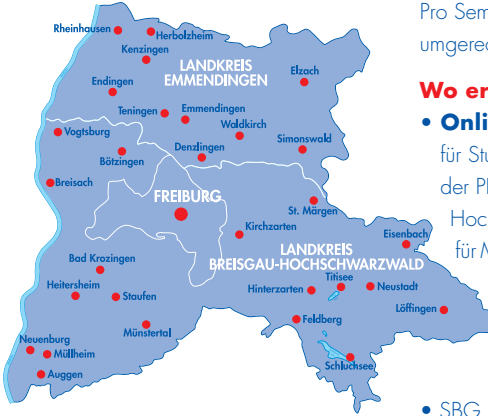 Rheinhausen
Herbolzheim
Kenzingen
LANDKREIS
EMMENDINGEN
Endingen
Elzach
Teningen
Emmendingen
Waldkirch
Vogtsburg
Denzlingen
Simonswald
Bötzingen
Breisach
FREIBURG
St. Märgen
Kirchzarten
Eisenbach
LANDKREIS
BREISGAU-HOCHSCHWARZWALD
Bad Krozingen
Titisee
Heitersheim
Staufen
Hinterzarten
Neustadt
Löffingen
Münstertal
Feldberg
Neuenburg
Müllheim
Schluchsee
Auggen
Pro Sem
umgerec
Wo er
• Onli
für Stu
der P
Hoc
für M
• SBG